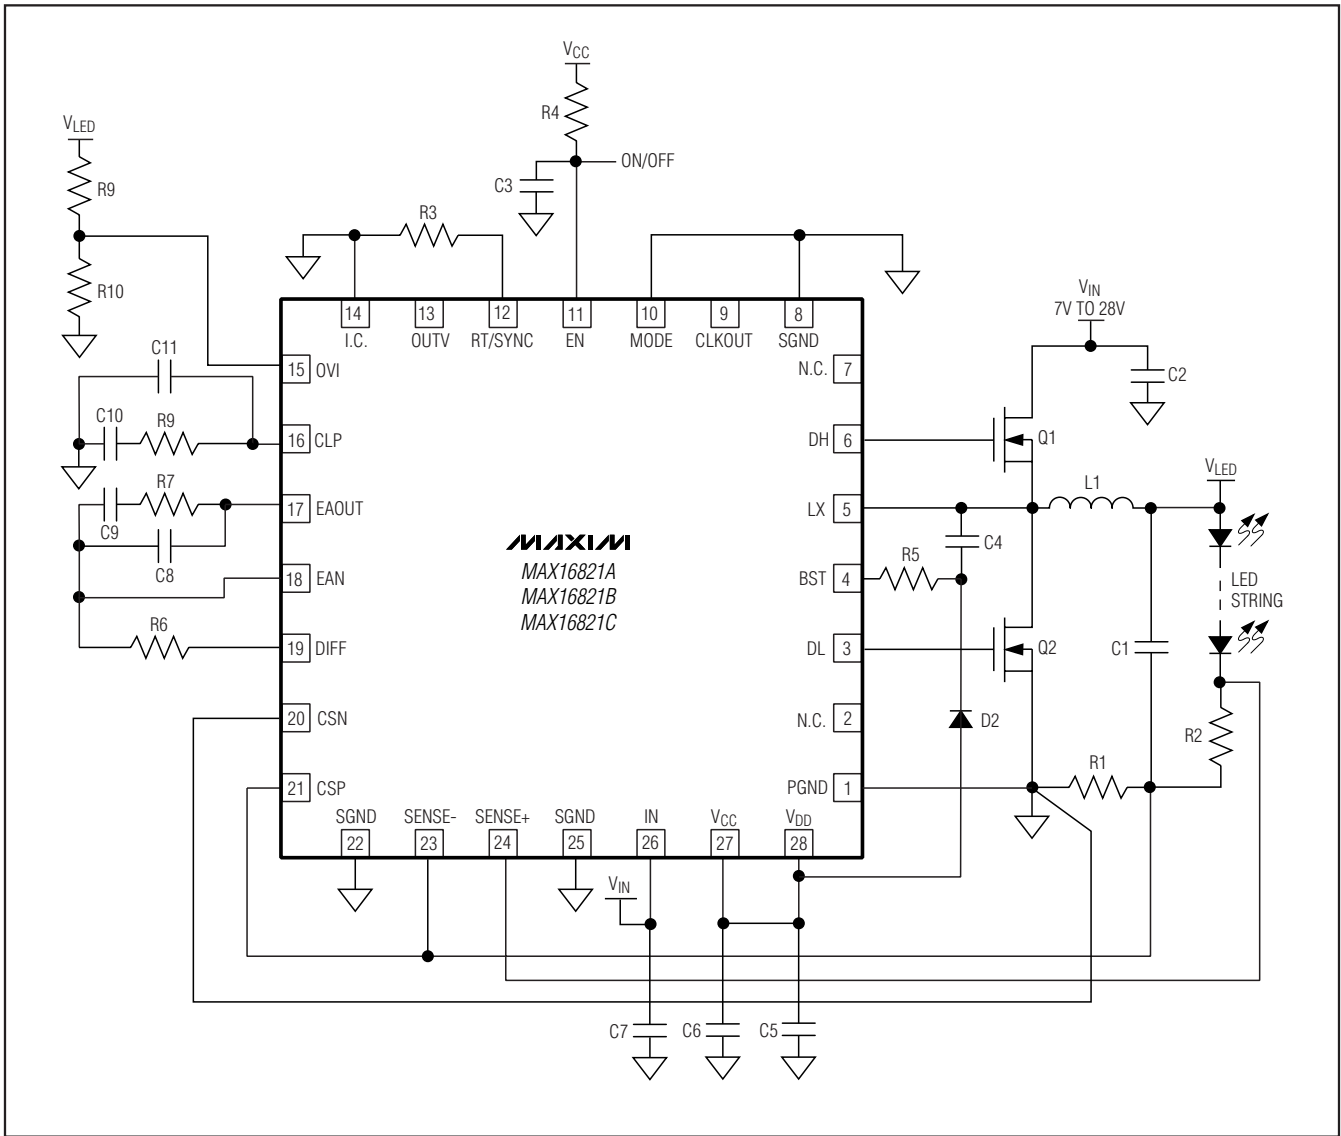 VCC
R4
ON/OFF
C3
VLED
R9
R10
R3
14 13 12 11 10 9 8
I.C. OUTV RT/SYNC EN MODE CLKOUT SGND
VIN
7V TO 28V
C2
C11
15 OVI
N.C. 7
C10 R9
16 CLP
DH 6
Q1
R7
C9
17 EAOUT
C8
LX 5
L1
VLED
C4
MAXIM
MAX16821A
MAX16821B
MAX16821C
18 EAN
BST 4
R5
LED
STRING
R6
19 DIFF
DL 3
Q2
C1
20 CSN
N.C. 2
D2
R2
21 CSP
PGND 1
R1
SGND SENSE- SENSE+ SGND IN VCC VDD
22 23 24 25 26 27 28
VIN
C7 C6 C5